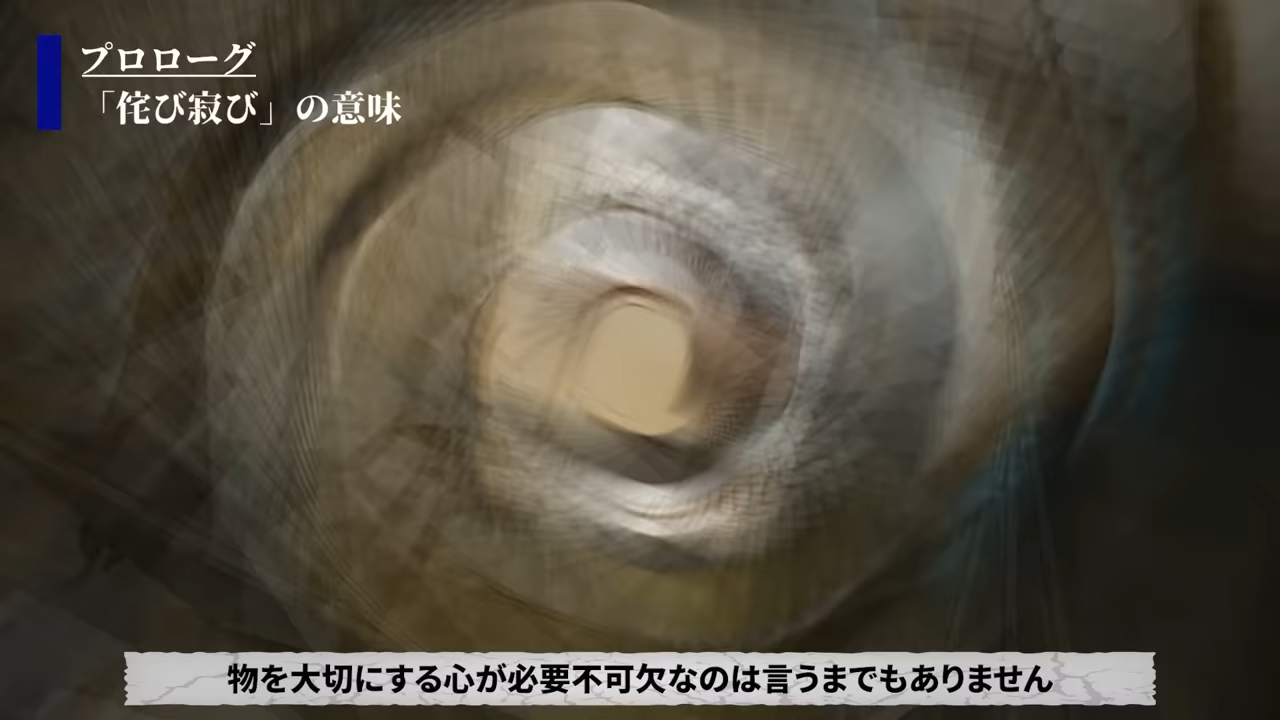 プロローグ
「侘び寂び」の意味
物を大切にする心が必要不可欠なのは言うまでもありません